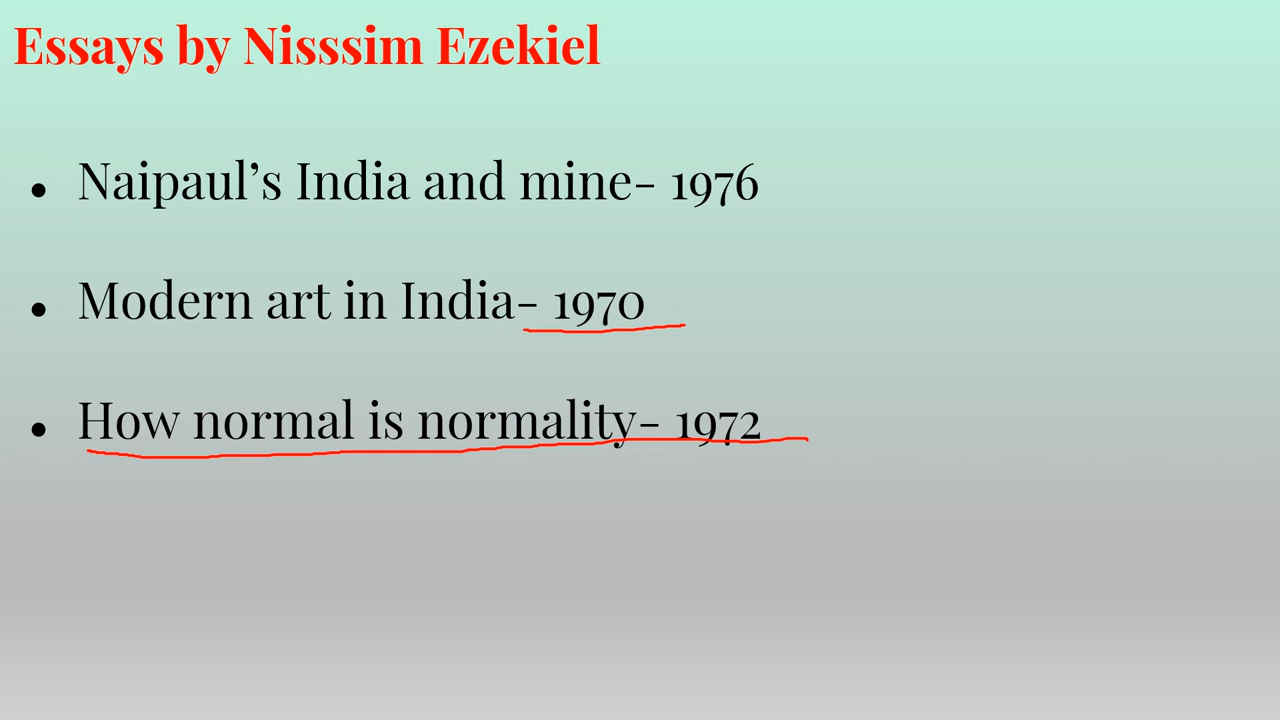 Essays by Nisssim Ezekiel
• Naipaul’s India and mine- 1976
• Modern art in India- 1970
• How normal is normality- 1972